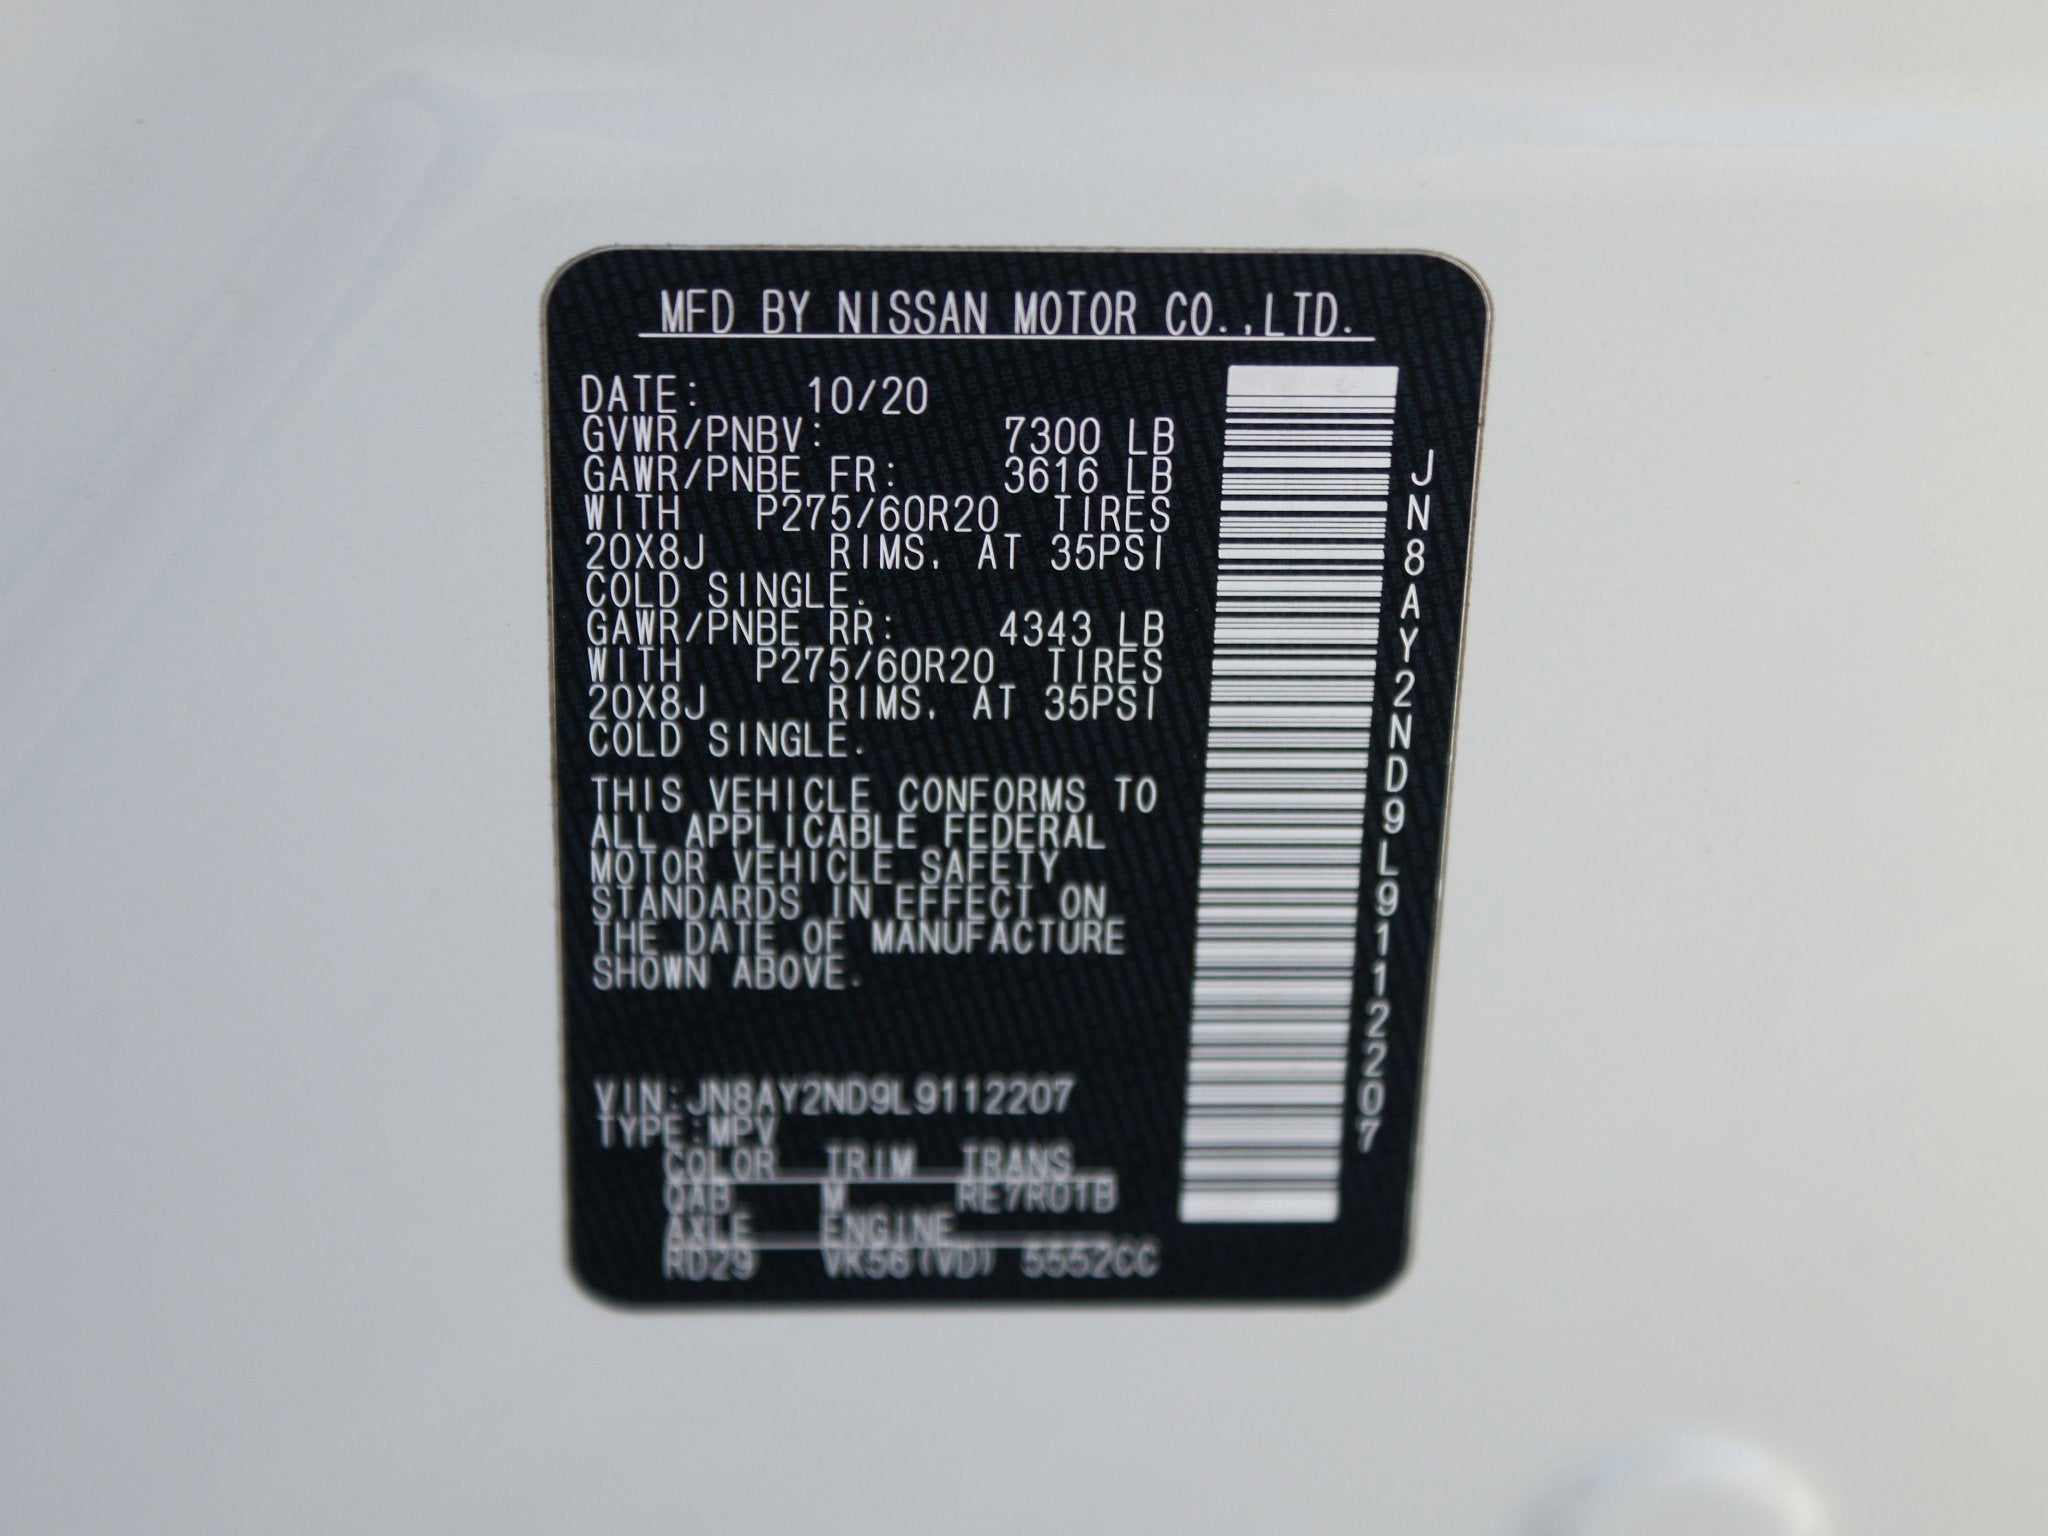 MFD BY NISSAN MOTOR CO.,LTD.
DATE: 10/20
GVWR/PNBV: 7300 LB
GAWR/PNBE FR: 3616 LB
WITH P275/60R20 TIRES
20X8J RIMS. AT 35PSI
COLD SINGLE.
GAWR/PNBE RR: 4343 LB
WITH P275/60R20 TIRES
20X8J RIMS. AT 35PSI
COLD SINGLE.
THIS VEHICLE CONFORMS TO
ALL APPLICABLE FEDERAL
MOTOR VEHICLE SAFETY
STANDARDS IN EFFECT ON
THE DATE OF MANUFACTURE
SHOWN ABOVE.
VIN:JN8AY2ND9L9112207
TYPE:MPV
COLOR TRIM TRANS
QAB M RE7R01B
AXLE ENGINE
RD29 VK56(VD) 5552CC
JN8AY2ND9L9112207